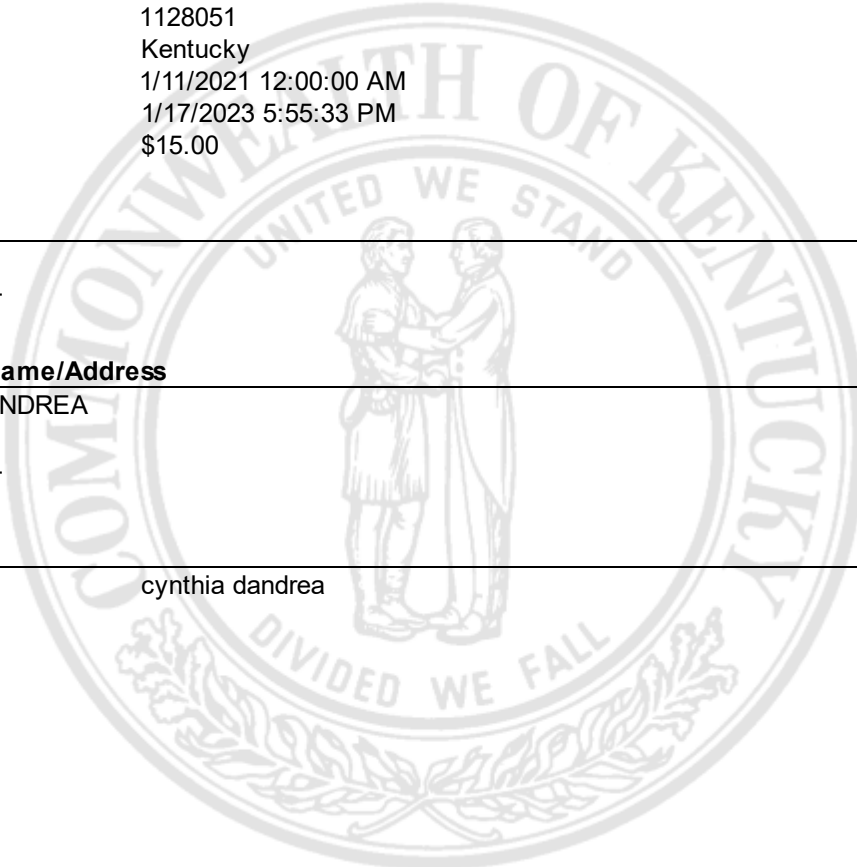 1128051
Kentucky
1/11/2021 12:00:00 AM
1/17/2023 5:55:33 PM
$15.00
ame/Address
NDREA
cynthia dandrea
COMMONWEALTH OF KENTUCKY
UNITED WE STAND
DIVIDED WE FALL